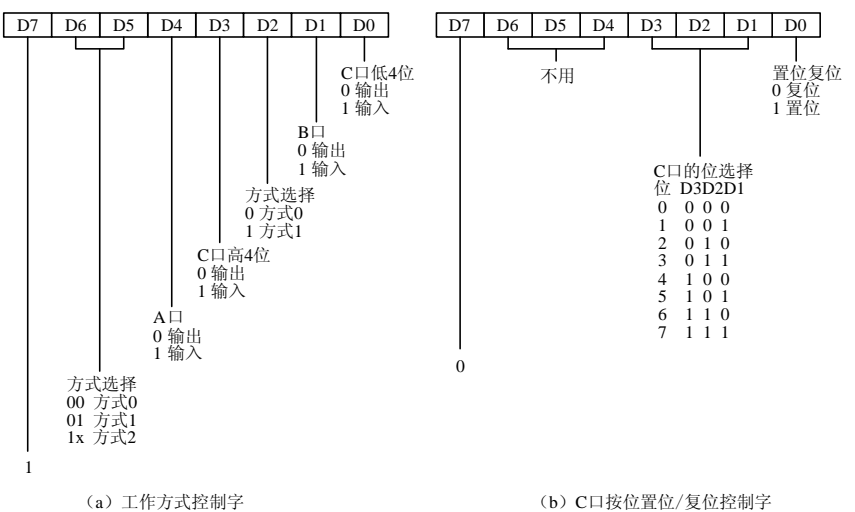 D7 D6 D5 D4 D3 D2 D1 D0
C口低4位
0 输出
1 输入
B口
0 输出
1 输入
方式选择
0 方式0
1 方式1
C口高4位
0 输出
1 输入
A口
0 输出
1 输入
方式选择
00 方式0
01 方式1
1x 方式2
1
(a) 工作方式控制字
D7 D6 D5 D4 D3 D2 D1 D0
不用
置位复位
0 复位
1 置位
C口的位选择
位 D3D2D1
0 0 0 0
1 0 0 1
2 0 1 0
3 0 1 1
4 1 0 0
5 1 0 1
6 1 1 0
7 1 1 1
0
(b) C口按位置位/复位控制字